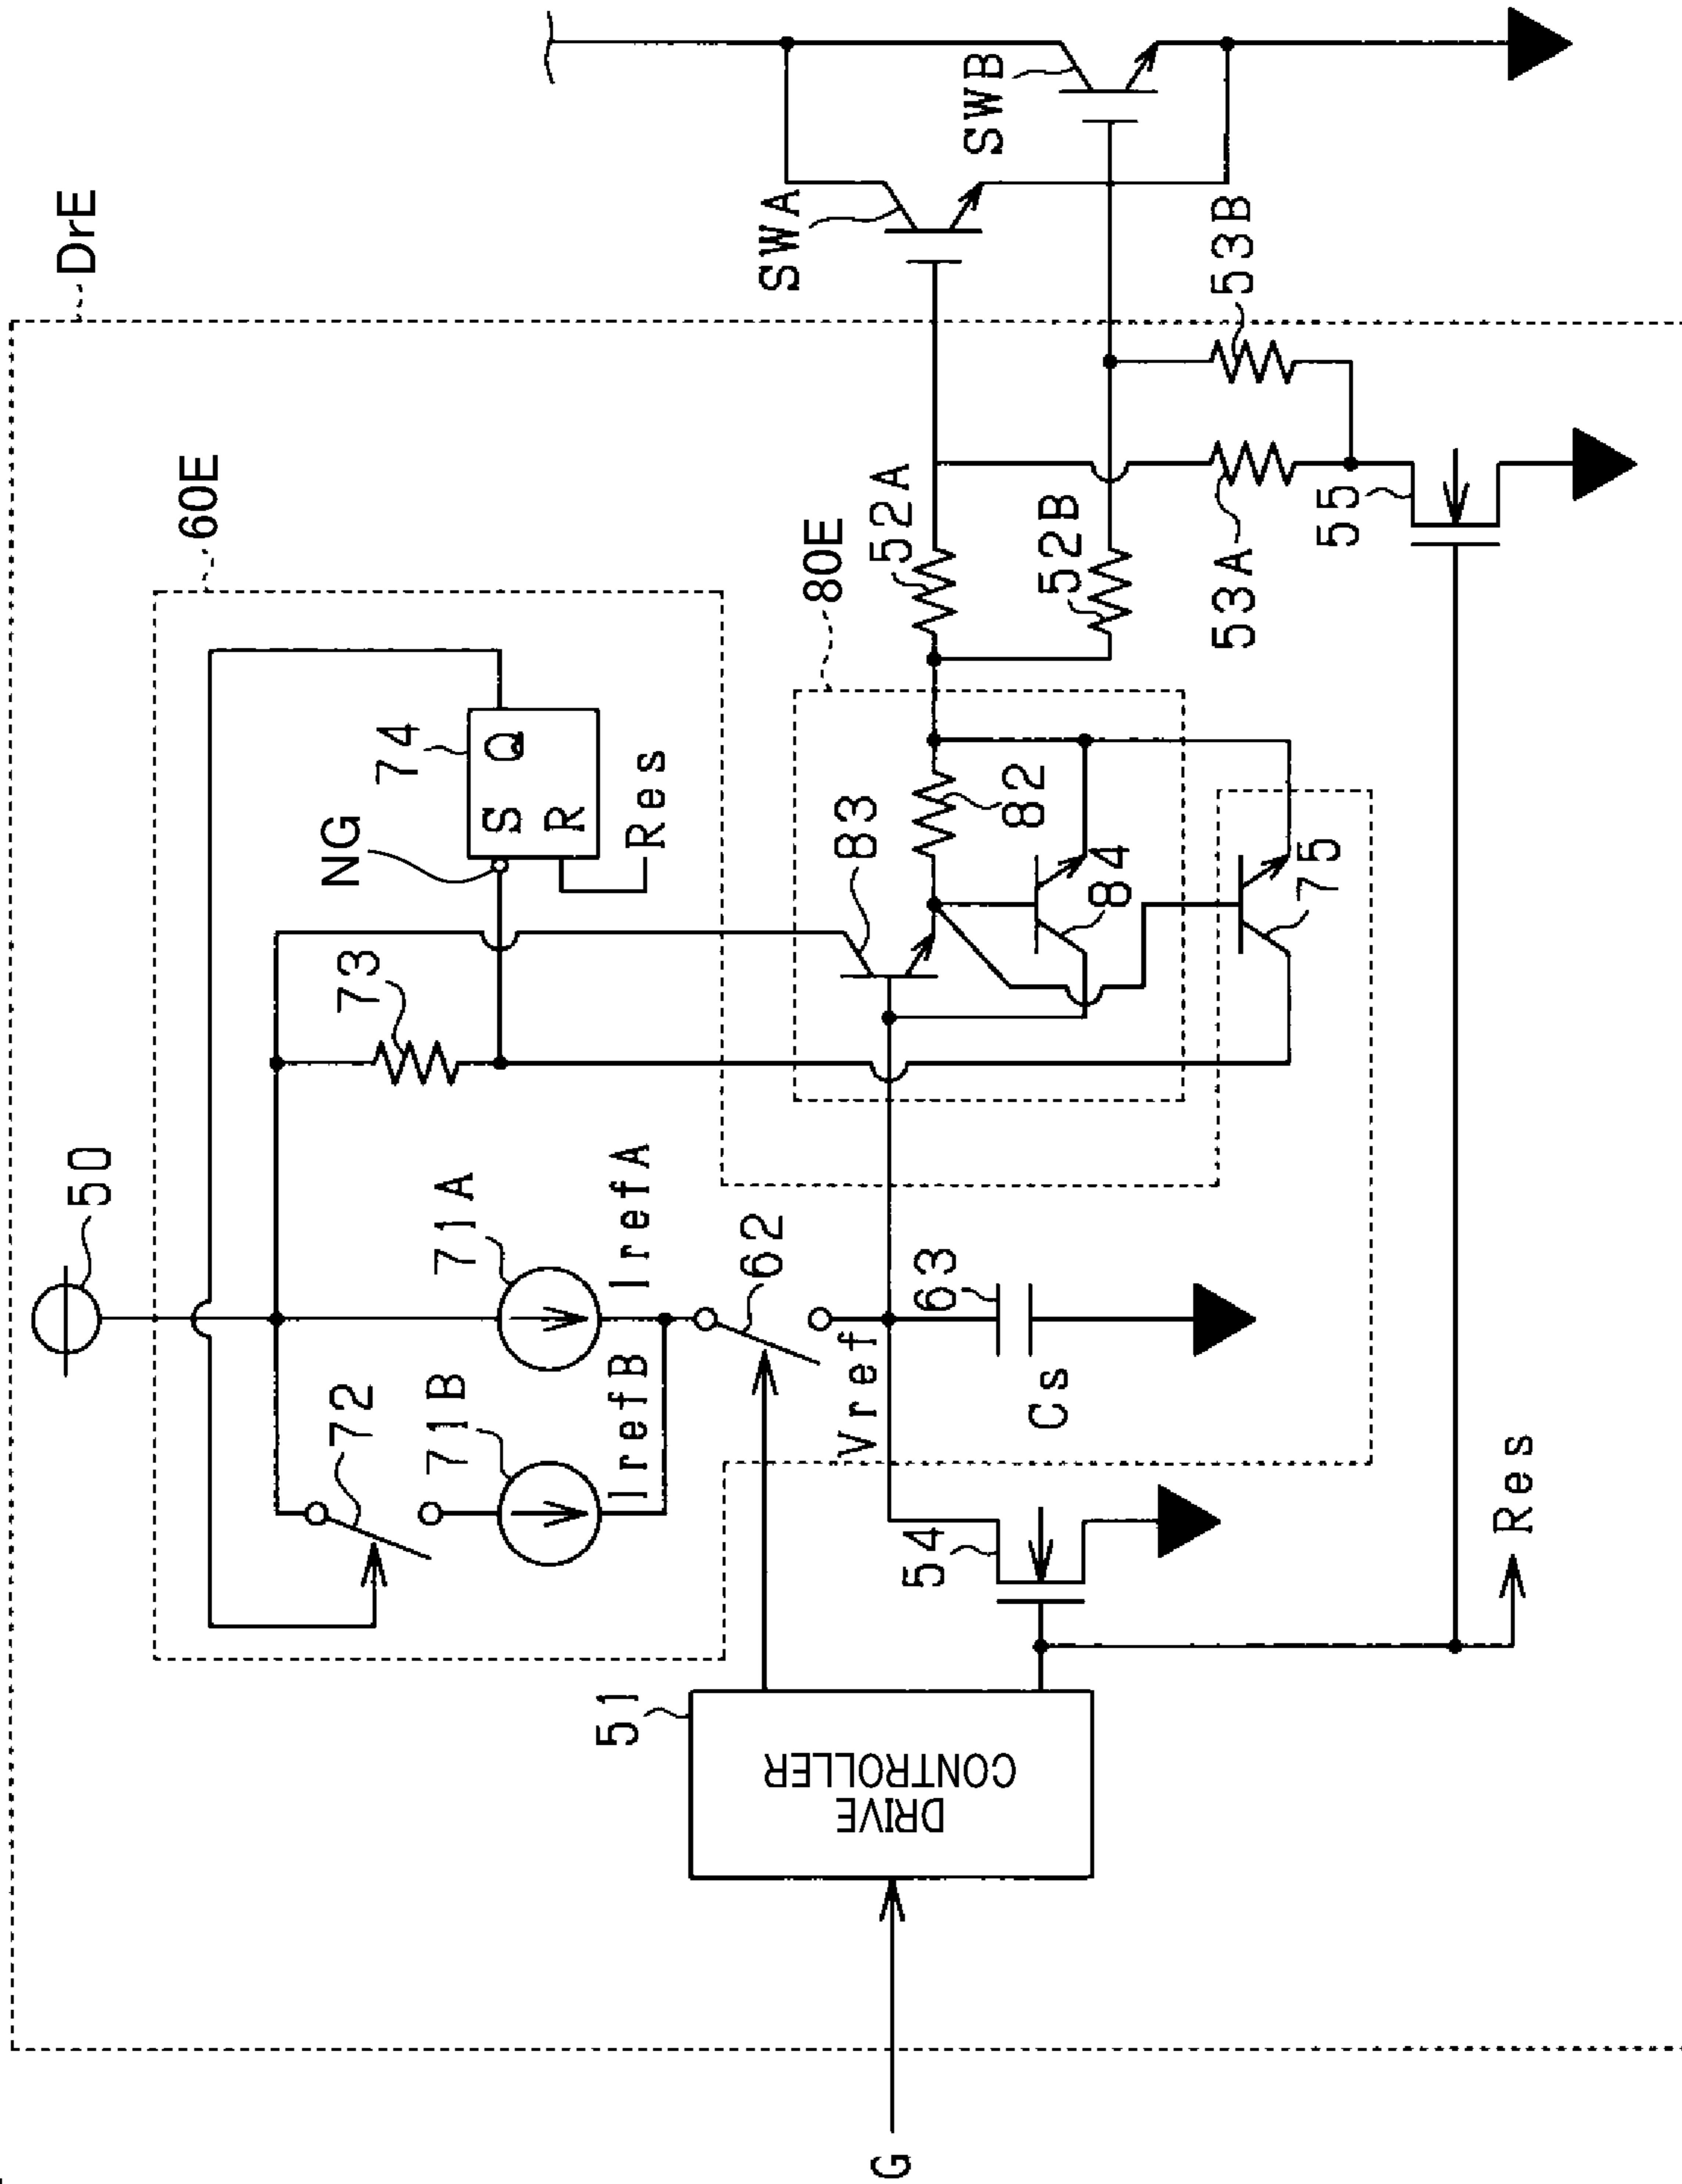 DrE
50
60E
72
71B
IrefB
71A
IrefA
73
NG
74
S
Q
R
Res
62
Vref
63
Cs
80E
83
82
84
75
51
DRIVE
CONTROLLER
G
54
Res
52A
52B
53A
53B
55
SWA
SWB